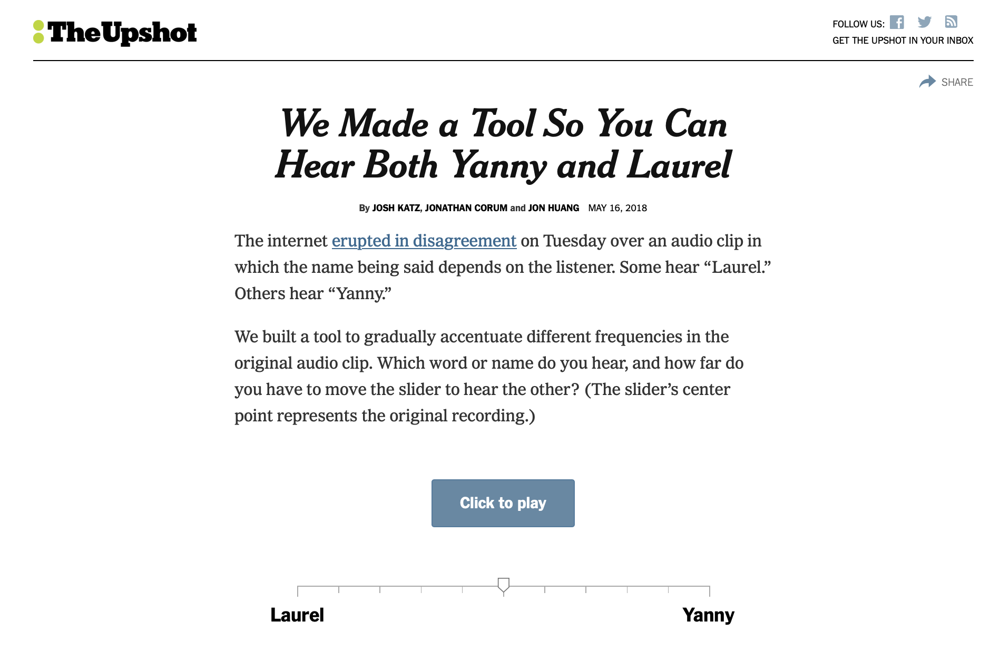 TheUpshot
FOLLOW US:
GET THE UPSHOT IN YOUR INBOX
SHARE
We Made a Tool So You Can
Hear Both Yanny and Laurel
By JOSH KATZ, JONATHAN CORUM and JON HUANG MAY 16, 2018
The internet erupted in disagreement on Tuesday over an audio clip in
which the name being said depends on the listener. Some hear “Laurel.”
Others hear “Yanny.”
We built a tool to gradually accentuate different frequencies in the
original audio clip. Which word or name do you hear, and how far do
you have to move the slider to hear the other? (The slider’s center
point represents the original recording.)
Click to play
Laurel Yanny